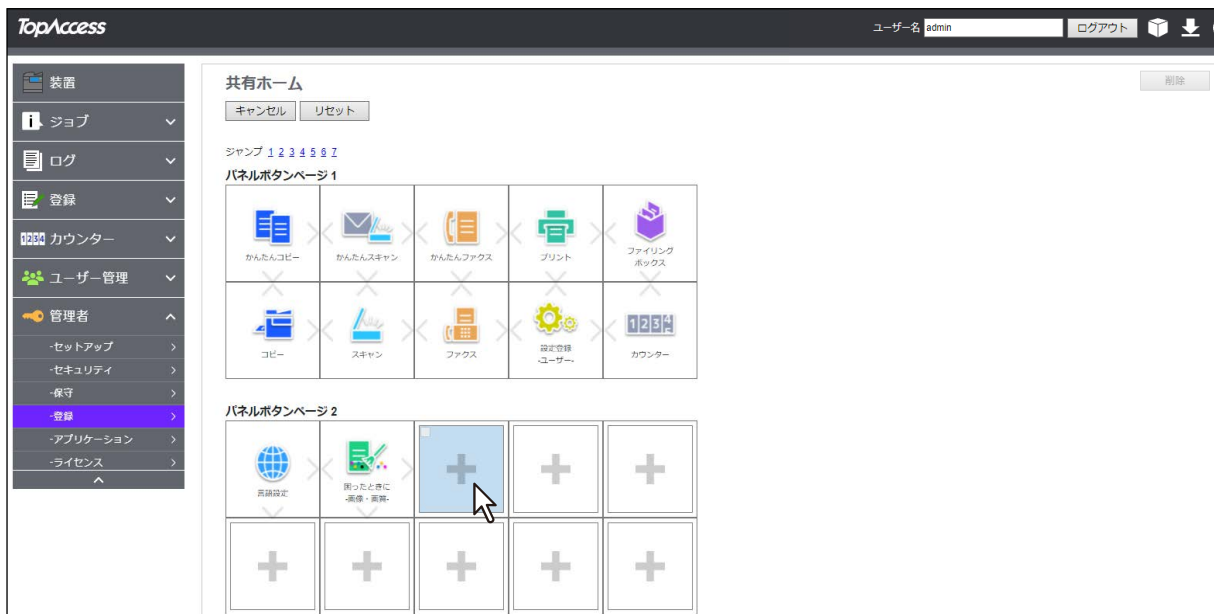 TopAccess
ユーザー名 admin ログアウト
装置
ジョブ
ログ
登録
1234 カウンター
ユーザー管理
管理者
-セットアップ
-セキュリティ
-保守
-登録
-アプリケーション
-ライセンス
共有ホーム
削除
キャンセル リセット
ジャンプ 1 2 3 4 5 6 7
パネルボタンページ 1
かんたんコピー かんたんスキャン かんたんファクス プリント ファイリング
ボックス
1234
コピー スキャン ファクス 設定登録 カウンター
-ユーザー-
パネルボタンページ 2
言語設定 困ったときに
-画像・画質-